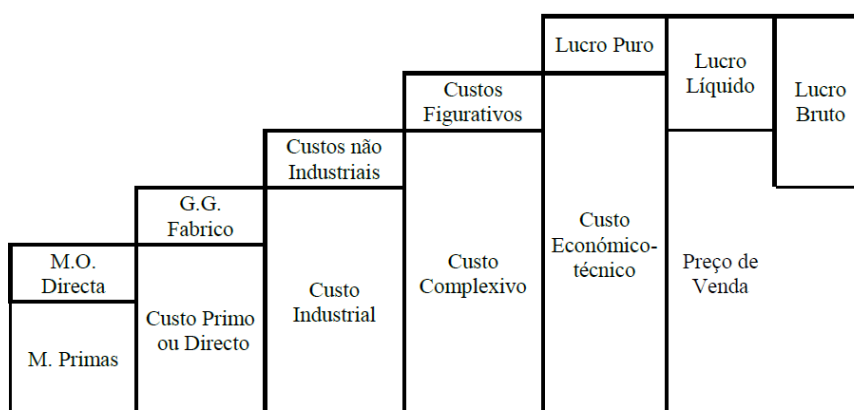 Lucro Puro
Lucro
Líquido
Lucro
Bruto
Custos
Figurativos
Custos não
Industriais
G.G.
Fabrico
M.O.
Directa
M. Primas
Custo Primo
ou Directo
Custo
Industrial
Custo
Complexivo
Custo
Económico-
técnico
Preço de
Venda